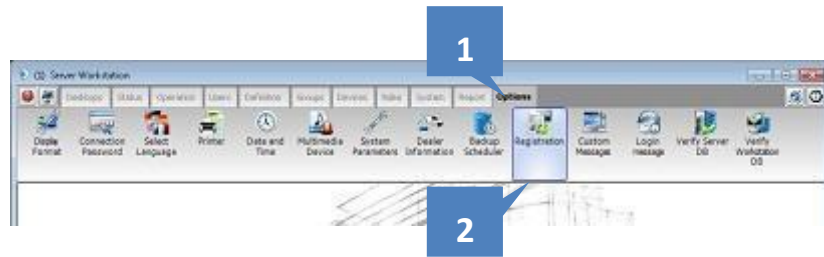 1
Server Workstation
Desktops Status Operation Users Definition Groups Devices Video System Report Options
Display Format
Connection Password
Select Language
Printer
Date and Time
Multimedia Device
System Parameters
Dealer Information
Backup Scheduler
Registration
Custom Messages
Login message
Verify Server DB
Verify Workstation DB
2